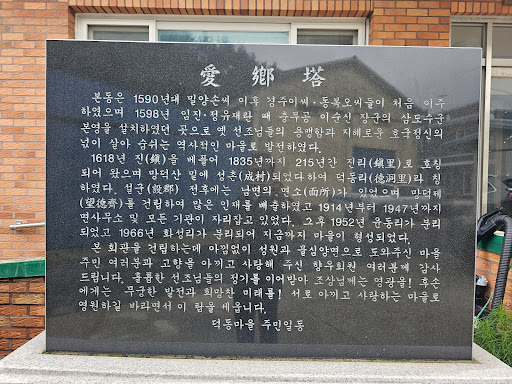 愛鄕塔
본동은 1590년대 밀양손씨 이후 경주이씨·동복오씨들이 처음 이주
하였으며 1598년 임진·정유재란 때 충무공 이순신 장군의 삼도수군
본영을 설치하였던 곳으로 옛 선조님들의 용맹함과 지혜로운 호국정신의
넋이 살아 숨쉬는 역사적인 마을로 발전하였다.
1618년 진(鎭)을 베풀어 1835년까지 215년간 진리(鎭里)로 호칭
되어 왔으며 망덕산 밑에 성촌(成村)되었다하여 덕동리(德洞里)라 칭
하였다. 설군(設郡) 전후에는 남면의 면소(面所)가 있었으며 망덕제
(望德齊)를 건립하여 많은 인재를 배출하였고 1914년부터 1947년까지
면사무소 및 모든 기관이 자리잡고 있었다. 그후 1952년 윤동리가 분리
되었고 1966년 화성리가 분리되어 지금까지 마을이 형성되었다.
본 회관을 건립하는데 아낌없이 성원과 물심양면으로 도와주신 마을
주민 여러분과 고향을 아끼고 사랑해 주신 향우회원 여러분께 감사
드립니다. 훌륭한 선조님들의 정기를 이어받아 조상님께는 영광을! 후손
에게는 무궁한 발전과 희망찬 미래를! 서로 아끼고 사랑하는 마을로
영원하길 바라면서 이 탑을 세웁니다.
덕동마을 주민일동